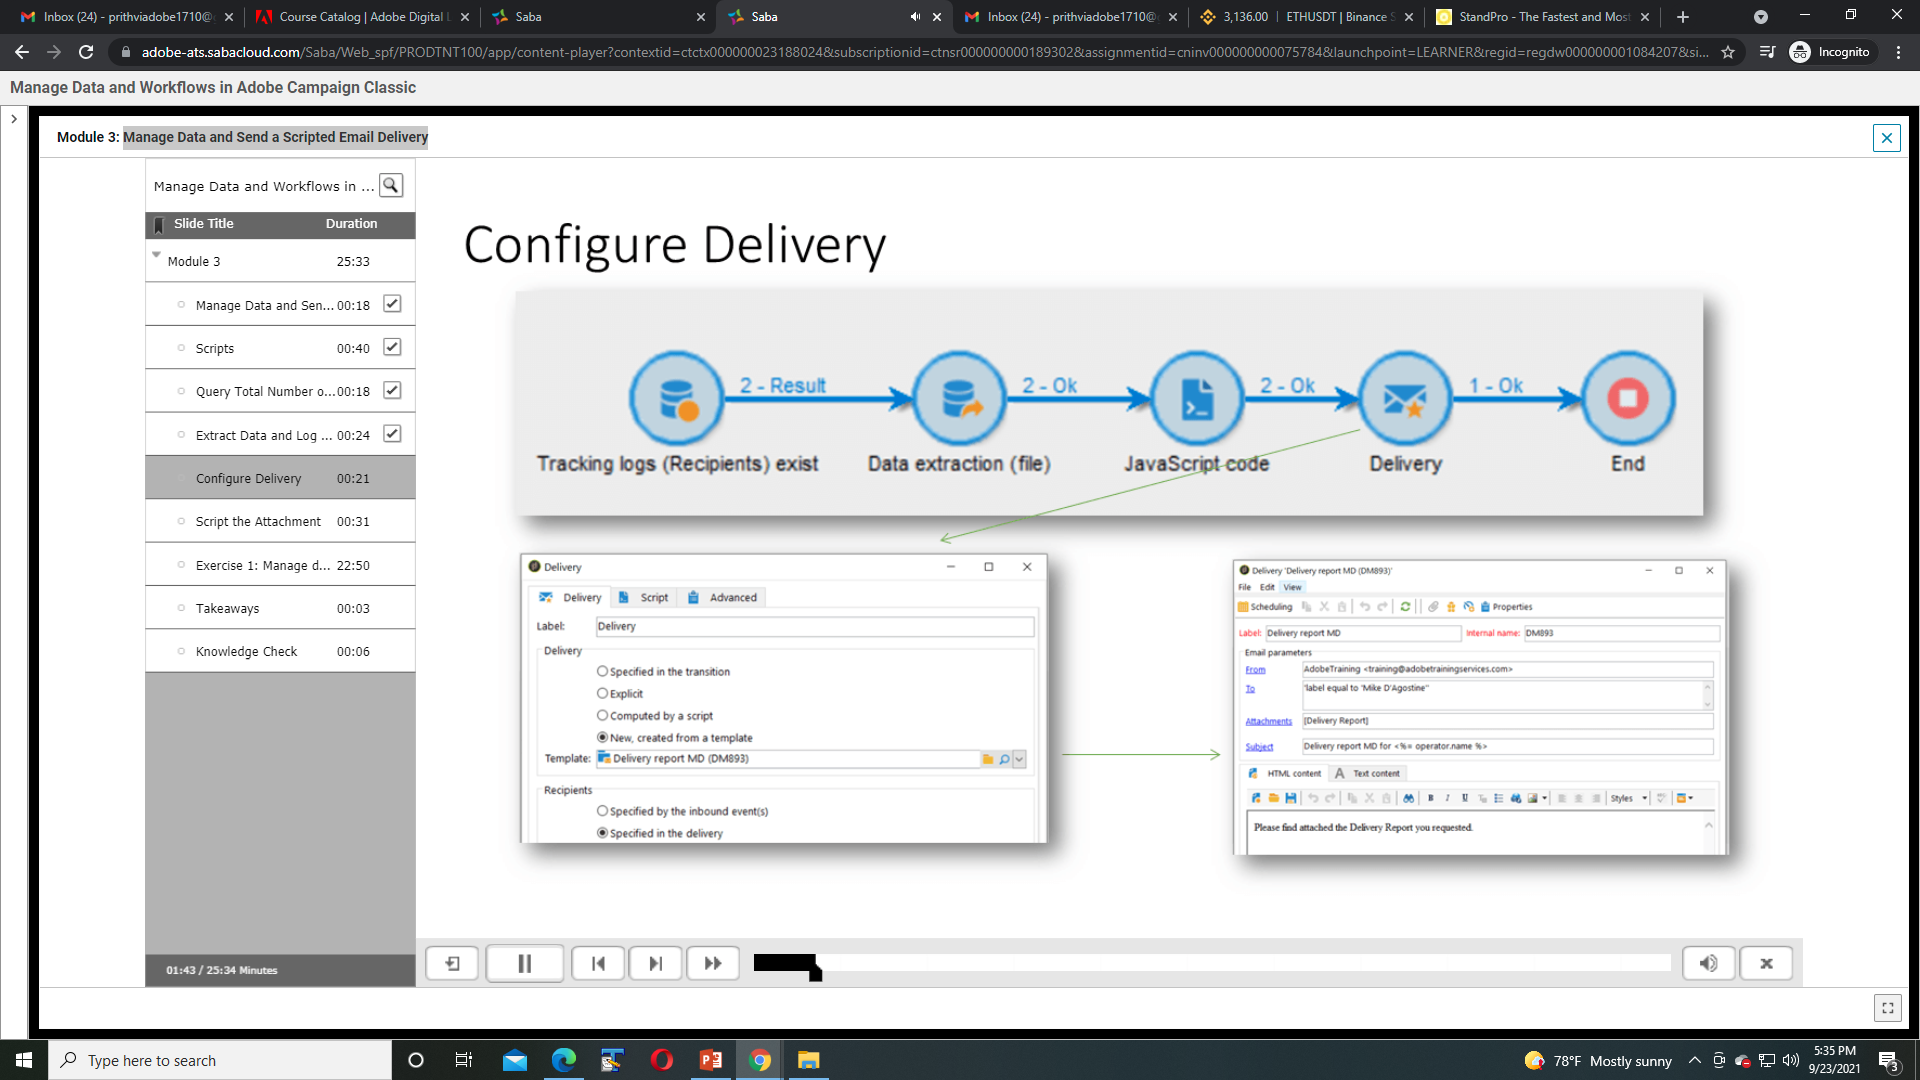 Inbox (24) - prithviadobe1710@
Course Catalog | Adobe Digital L
Saba
Saba
Inbox (24) - prithviadobe1710@
3,136.00 | ETHUSDT | Binance S
StandPro - The Fastest and Most
adobe-ats.sabacloud.com/Saba/Web_spf/PRODTNT100/app/content-player?contextid=ctctx000000023188024&subscriptionid=ctnsr0000000000189302&assignmentid=cninv000000000075784&launchpoint=LEARNER&regid=regdw000000001084207&si...
Incognito
Manage Data and Workflows in Adobe Campaign Classic
Module 3: Manage Data and Send a Scripted Email Delivery
Manage Data and Workflows in ...
Slide Title Duration
Module 3 25:33
Manage Data and Sen... 00:18
Scripts 00:40
Query Total Number o... 00:18
Extract Data and Log ... 00:24
Configure Delivery 00:21
Script the Attachment 00:31
Exercise 1: Manage d... 22:50
Takeaways 00:03
Knowledge Check 00:06
01:43 / 25:34 Minutes
Configure Delivery
2 - Result
2 - Ok
2 - Ok
1 - Ok
Tracking logs (Recipients) exist
Data extraction (file)
JavaScript code
Delivery
End
Delivery
Delivery Script Advanced
Label: Delivery
Delivery
Specified in the transition
Explicit
Computed by a script
New, created from a template
Template: Delivery report MD (DM893)
Recipients
Specified by the inbound event(s)
Specified in the delivery
Delivery 'Delivery report MD (DM893)'
File Edit View
Scheduling Properties
Label: Delivery report MD Internal name: DM893
Email parameters
From AdobeTraining <training@adobetrainingservices.com>
To 'label equal to 'Mike D'Agostine''
Attachments [Delivery Report]
Subject Delivery report MD for <%= operator.name %>
HTML content A Text content
B I U Styles
Please find attached the Delivery Report you requested.
Type here to search
78°F Mostly sunny
5:35 PM
9/23/2021
3